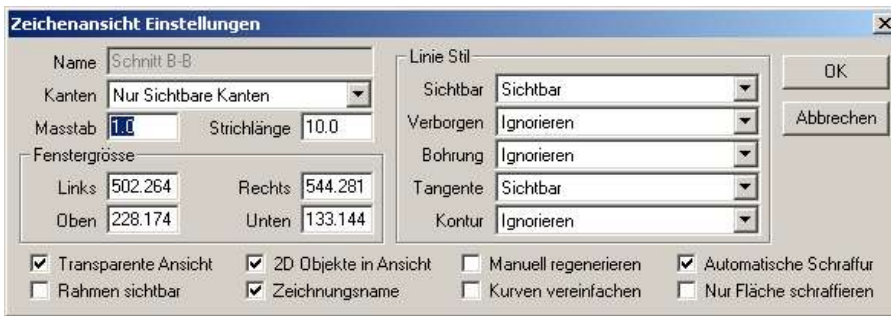 Zeichenansicht Einstellungen
Name Schnitt B-B
Kanten Nur Sichtbare Kanten
Masstab 1.0 Strichlänge 10.0
Fenstergrösse
Links 502.264 Rechts 544.281
Oben 228.174 Unten 133.144
Linie Stil
Sichtbar Sichtbar
Verborgen Ignorieren
Bohrung Ignorieren
Tangente Sichtbar
Kontur Ignorieren
OK
Abbrechen
Transparente Ansicht 2D Objekte in Ansicht Manuell regenerieren Automatische Schraffur
Rahmen sichtbar Zeichnungsname Kurven vereinfachen Nur Fläche schraffieren